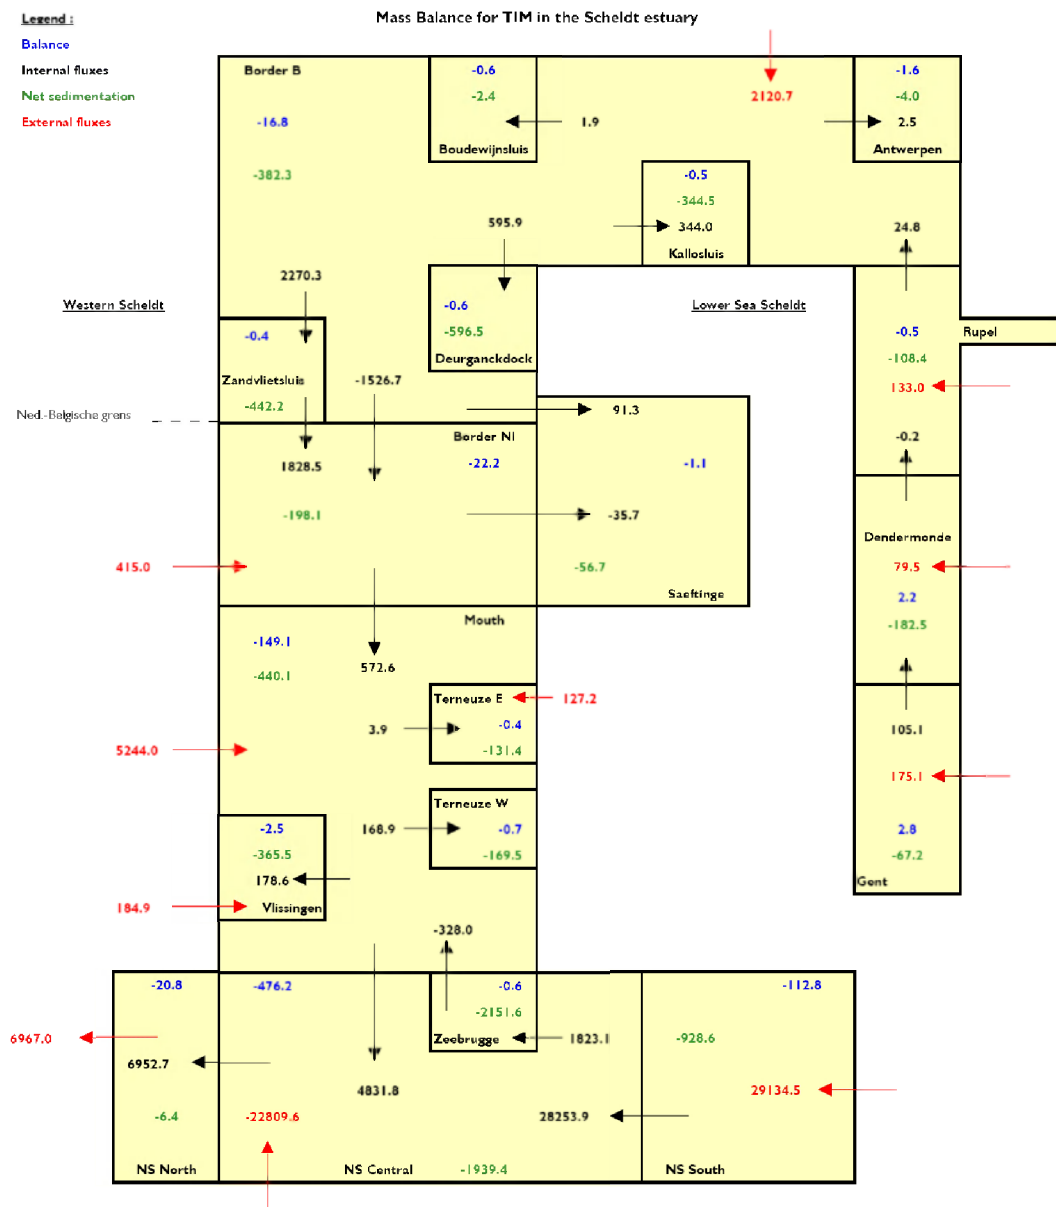 Legend :
Mass Balance for TIM in the Scheldt estuary
Balance
Internal fluxes
Net sedimentation
External fluxes
Border B
-0.6
-1.6
-2.4
2120.7
-4.0
-16.8
1.9
2.5
Boudewijnsluis
Antwerpen
-382.3
-0.5
-344.5
595.9
344.0
24.8
Kallosluis
2270.3
Western Scheldt
-0.6
Lower Sea Scheldt
-0.4
-596.5
-0.5
Rupel
Deurganckdock
-108.4
Zandvlietsluis
-1526.7
133.0
-442.2
91.3
Ned.-Belgische grens
Border Nl
-0.2
1828.5
-22.2
-1.1
-198.1
-35.7
Dendermonde
415.0
-56.7
79.5
Saeftinge
2.2
Mouth
-182.5
-149.1
572.6
-440.1
Terneuze E
127.2
3.9
-0.4
105.1
5244.0
-131.4
175.1
Terneuze W
-2.5
168.9
-0.7
2.8
-365.5
-169.5
-67.2
178.6
Gent
184.9
Vlissingen
-328.0
-20.8
-476.2
-0.6
-112.8
-2151.6
6967.0
Zeebrugge
1823.1
-928.6
6952.7
4831.8
29134.5
-6.4
-22809.6
28253.9
NS North
NS Central
-1939.4
NS South